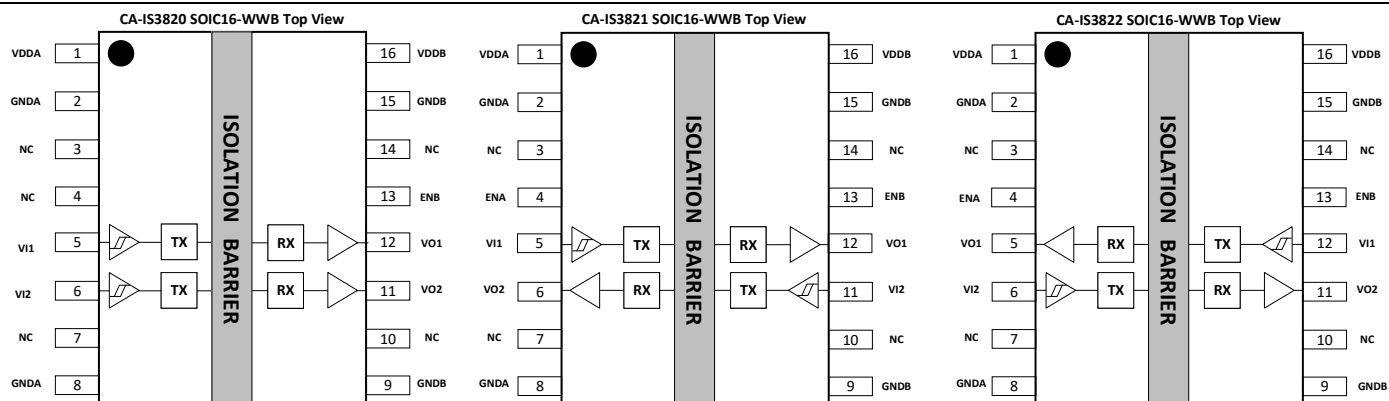 CA-IS3820 SOIC16-WWB Top View
VDDA 1 16 VDDB
GNDA 2 15 GNDB
NC 3 14 NC
NC 4 13 ENB
VI1 5 TX RX 12 VO1
VI2 6 TX RX 11 VO2
NC 7 10 NC
GNDA 8 9 GNDB
ISOLATION BARRIER
CA-IS3821 SOIC16-WWB Top View
VDDA 1 16 VDDB
GNDA 2 15 GNDB
NC 3 14 NC
ENA 4 13 ENB
VI1 5 TX RX 12 VO1
VO2 6 RX TX 11 VI2
NC 7 10 NC
GNDA 8 9 GNDB
ISOLATION BARRIER
CA-IS3822 SOIC16-WWB Top View
VDDA 1 16 VDDB
GNDA 2 15 GNDB
NC 3 14 NC
ENA 4 13 ENB
VO1 5 RX TX 12 VI1
VI2 6 TX RX 11 VO2
NC 7 10 NC
GNDA 8 9 GNDB
ISOLATION BARRIER